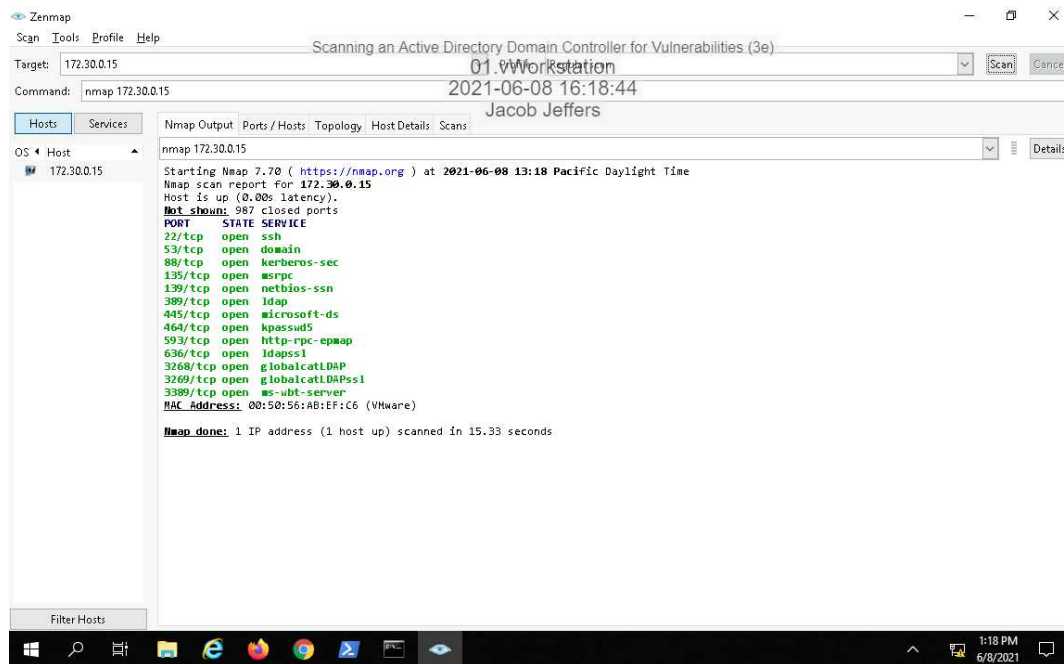 Zenmap
Scan Tools Profile Help
Scanning an Active Directory Domain Controller for Vulnerabilities (3e)
Target: 172.30.0.15
01. vWorkstation
Scan
Cance
Command: nmap 172.30.0.15
2021-06-08 16:18:44
Jacob Jeffers
Hosts Services
Nmap Output Ports / Hosts Topology Host Details Scans
OS Host
nmap 172.30.0.15
Details
172.30.0.15
Starting Nmap 7.70 ( https://nmap.org ) at 2021-06-08 13:18 Pacific Daylight Time
Nmap scan report for 172.30.0.15
Host is up (0.00s latency).
Not shown: 987 closed ports
PORT STATE SERVICE
22/tcp open ssh
53/tcp open domain
88/tcp open kerberos-sec
135/tcp open msrpc
139/tcp open netbios-ssn
389/tcp open ldap
445/tcp open microsoft-ds
464/tcp open kpasswd5
593/tcp open http-rpc-epmap
636/tcp open ldapssl
3268/tcp open globalcatLDAP
3269/tcp open globalcatLDAPssl
3389/tcp open ms-wbt-server
MAC Address: 00:50:56:AB:EF:C6 (VMware)
Nmap done: 1 IP address (1 host up) scanned in 15.33 seconds
Filter Hosts
1:18 PM
6/8/2021